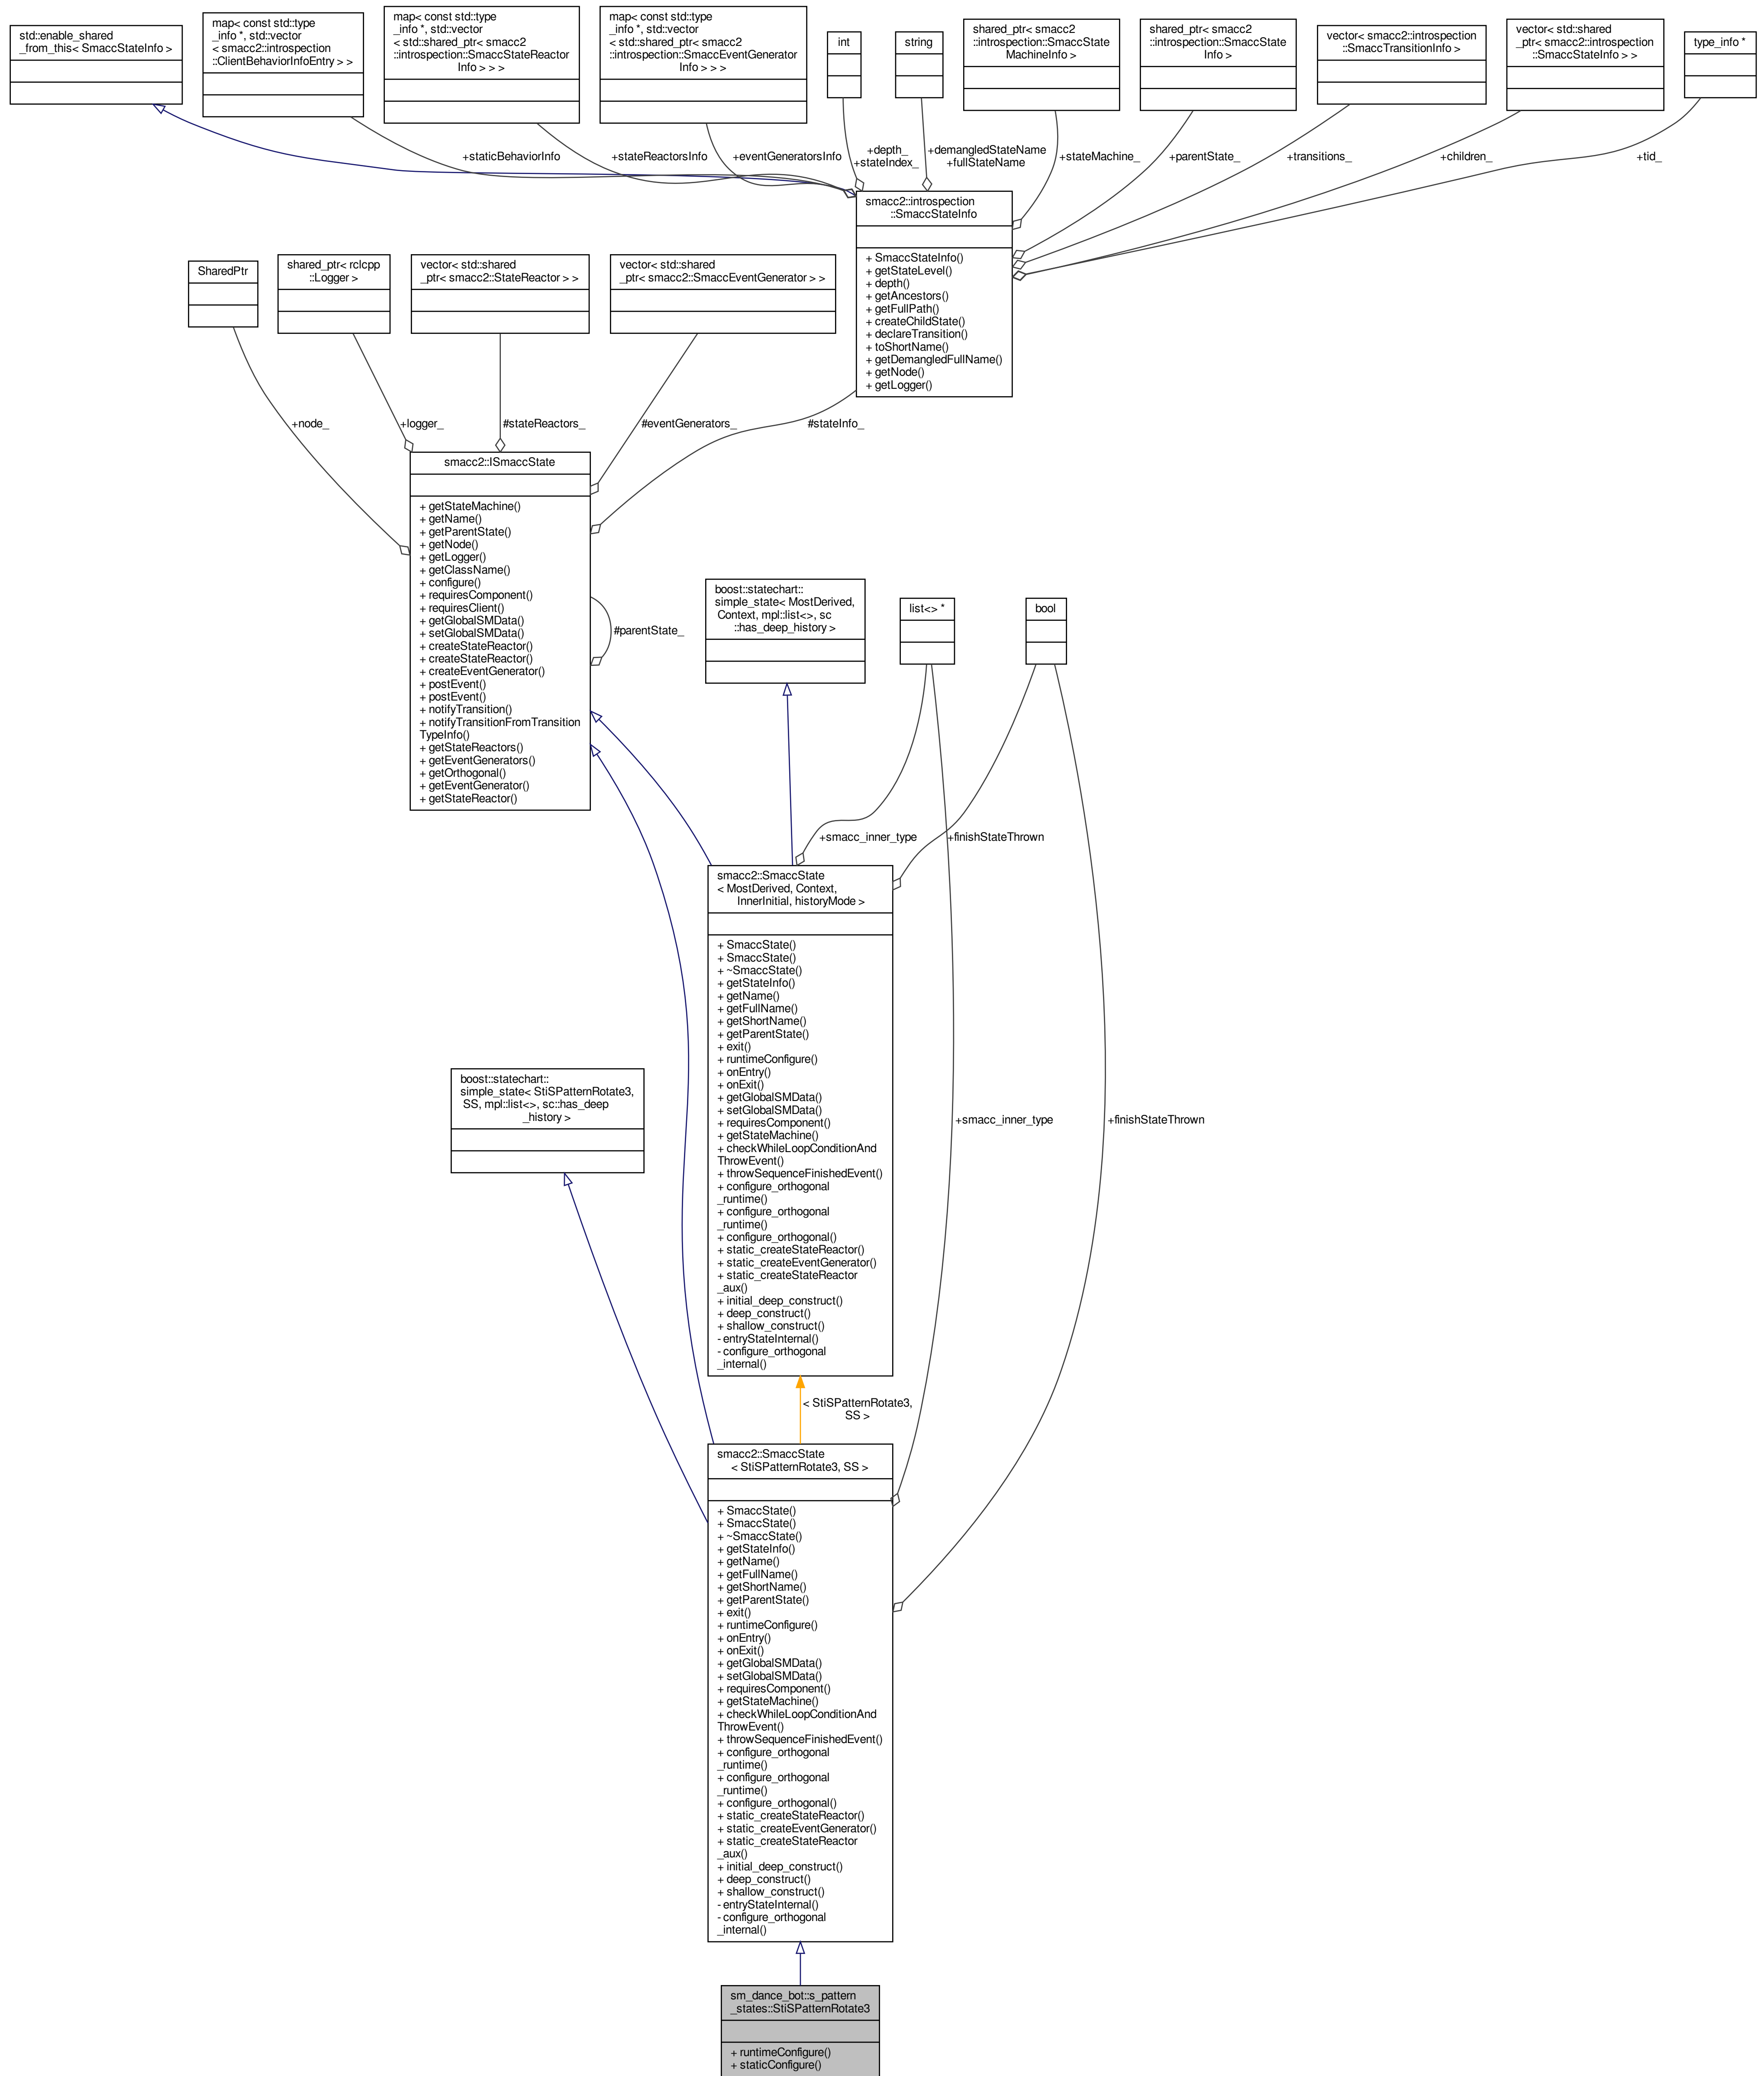 std::enable_shared
_from_this< SmaccStateInfo >
map< const std::type
_info *, std::vector
< smacc2::introspection
::ClientBehaviorInfoEntry > >
map< const std::type
_info *, std::vector
< std::shared_ptr< smacc2
::introspection::SmaccStateReactor
Info > > >
map< const std::type
_info *, std::vector
< std::shared_ptr< smacc2
::introspection::SmaccEventGenerator
Info > > >
int
string
shared_ptr< smacc2
::introspection::SmaccState
MachineInfo >
shared_ptr< smacc2
::introspection::SmaccState
Info >
vector< smacc2::introspection
::SmaccTransitionInfo >
vector< std::shared
_ptr< smacc2::introspection
::SmaccStateInfo > >
type_info *
+staticBehaviorInfo
+stateReactorsInfo
+eventGeneratorsInfo
+depth_
+stateIndex_
+demangledStateName
+fullStateName
+stateMachine_
+parentState_
+transitions_
+children_
+tid_
smacc2::introspection
::SmaccStateInfo
+ SmaccStateInfo()
+ getStateLevel()
+ depth()
+ getAncestors()
+ getFullPath()
+ createChildState()
+ declareTransition()
+ toShortName()
+ getDemangledFullName()
+ getNode()
+ getLogger()
SharedPtr
shared_ptr< rclcpp
::Logger >
vector< std::shared
_ptr< smacc2::StateReactor > >
vector< std::shared
_ptr< smacc2::SmaccEventGenerator > >
+node_
+logger_
#stateReactors_
#eventGenerators_
#stateInfo_
smacc2::ISmaccState
+ getStateMachine()
+ getName()
+ getParentState()
+ getNode()
+ getLogger()
+ getClassName()
+ configure()
+ requiresComponent()
+ requiresClient()
+ getGlobalSMData()
+ setGlobalSMData()
+ createStateReactor()
+ createStateReactor()
+ createEventGenerator()
+ postEvent()
+ postEvent()
+ notifyTransition()
+ notifyTransitionFromTransition
TypeInfo()
+ getStateReactors()
+ getEventGenerators()
+ getOrthogonal()
+ getEventGenerator()
+ getStateReactor()
#parentState_
boost::statechart::
simple_state< MostDerived,
Context, mpl::list<>, sc
::has_deep_history >
list<> *
bool
+smacc_inner_type
+finishStateThrown
smacc2::SmaccState
< MostDerived, Context,
InnerInitial, historyMode >
+ SmaccState()
+ SmaccState()
+ ~SmaccState()
+ getStateInfo()
+ getName()
+ getFullName()
+ getShortName()
+ getParentState()
+ exit()
+ runtimeConfigure()
+ onEntry()
+ onExit()
+ getGlobalSMData()
+ setGlobalSMData()
+ requiresComponent()
+ getStateMachine()
+ checkWhileLoopConditionAnd
ThrowEvent()
+ throwSequenceFinishedEvent()
+ configure_orthogonal
_runtime()
+ configure_orthogonal
_runtime()
+ configure_orthogonal()
+ static_createStateReactor()
+ static_createEventGenerator()
+ static_createStateReactor
_aux()
+ initial_deep_construct()
+ deep_construct()
+ shallow_construct()
- entryStateInternal()
- configure_orthogonal
_internal()
boost::statechart::
simple_state< StiSPatternRotate3,
SS, mpl::list<>, sc::has_deep
_history >
+smacc_inner_type
+finishStateThrown
< StiSPatternRotate3,
SS >
smacc2::SmaccState
< StiSPatternRotate3, SS >
+ SmaccState()
+ SmaccState()
+ ~SmaccState()
+ getStateInfo()
+ getName()
+ getFullName()
+ getShortName()
+ getParentState()
+ exit()
+ runtimeConfigure()
+ onEntry()
+ onExit()
+ getGlobalSMData()
+ setGlobalSMData()
+ requiresComponent()
+ getStateMachine()
+ checkWhileLoopConditionAnd
ThrowEvent()
+ throwSequenceFinishedEvent()
+ configure_orthogonal
_runtime()
+ configure_orthogonal
_runtime()
+ configure_orthogonal()
+ static_createStateReactor()
+ static_createEventGenerator()
+ static_createStateReactor
_aux()
+ initial_deep_construct()
+ deep_construct()
+ shallow_construct()
- entryStateInternal()
- configure_orthogonal
_internal()
sm_dance_bot::s_pattern
_states::StiSPatternRotate3
+ runtimeConfigure()
+ staticConfigure()